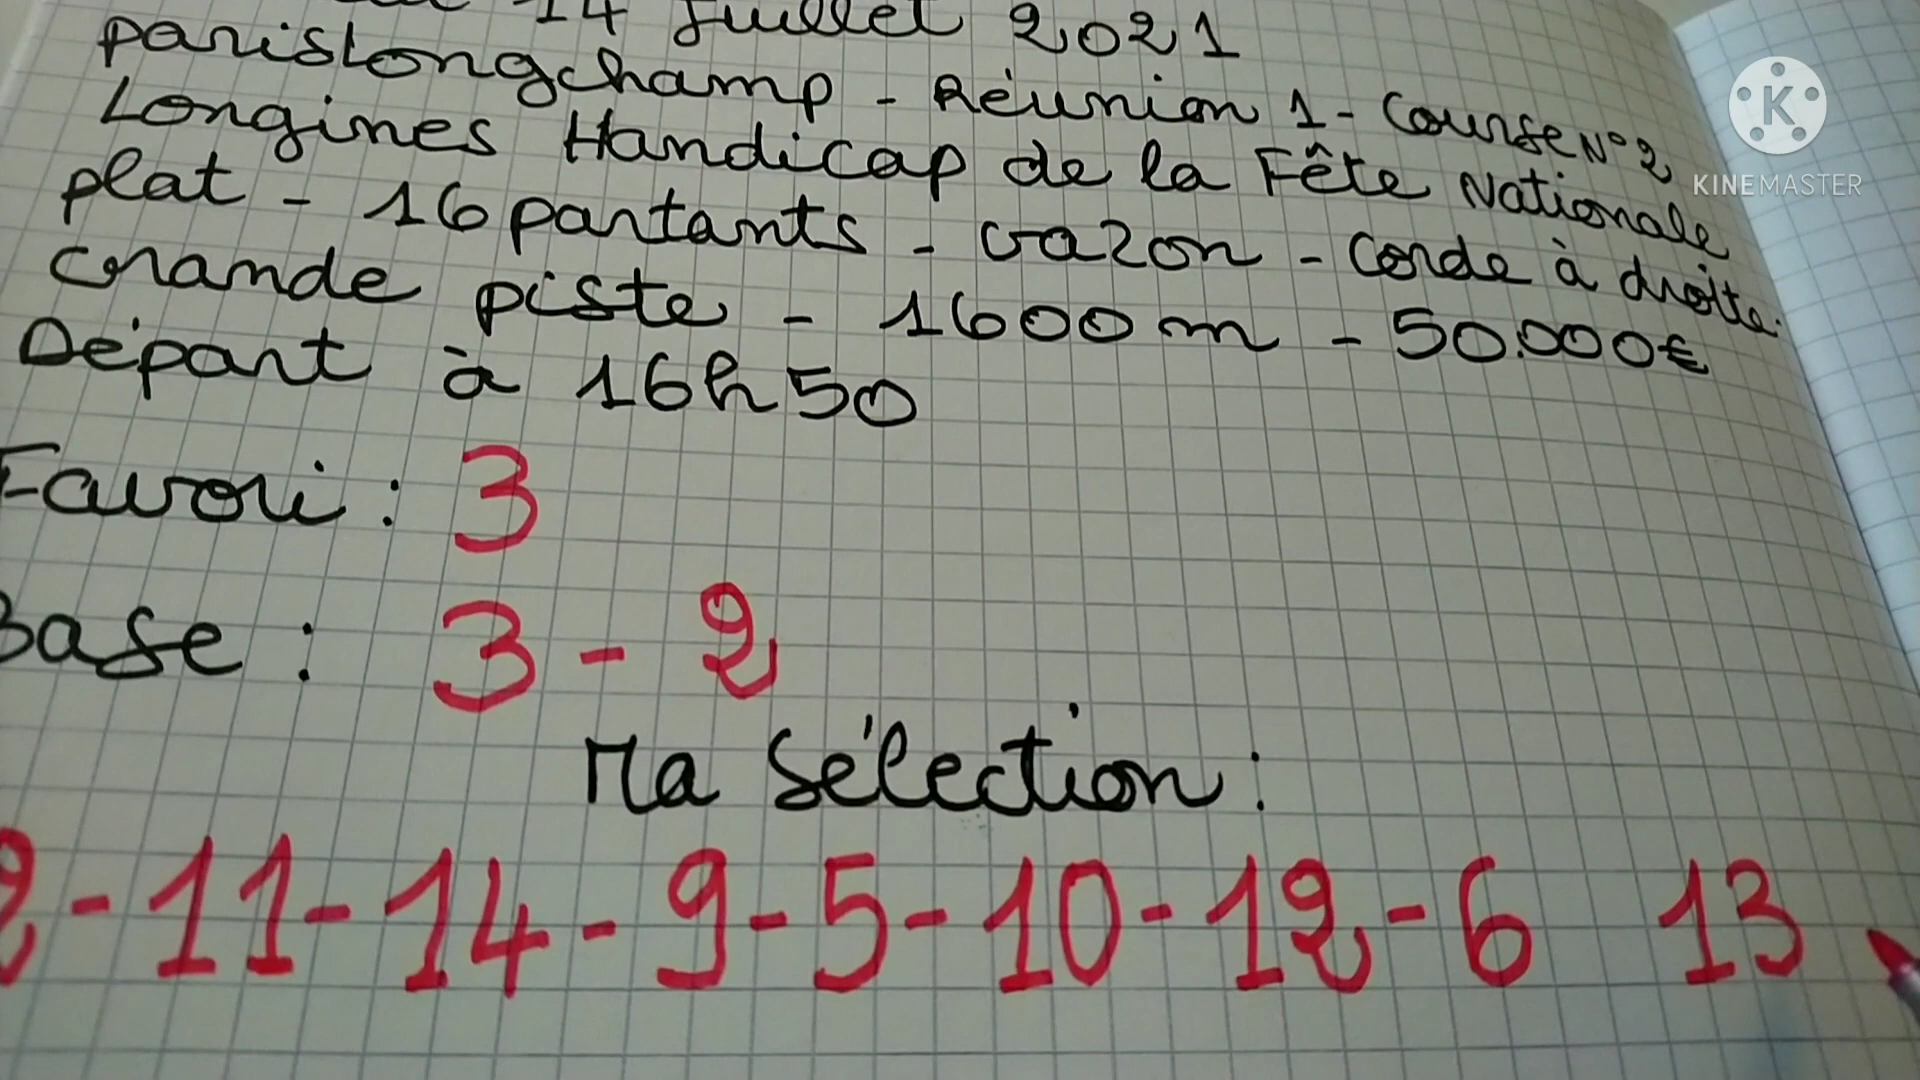 14 Juillet 2021
parisLongchamp - Réunion 1 - Course N° 2
Longines Handicap de la Fête Nationale
plat - 16 partants - Gazon - Corde à droite.
Grande piste - 1600 m - 50.000€
Départ à 16h50
Favori : 3
Base : 3 - 2
Ma Sélection :
2 - 11 - 14 - 9 - 5 - 10 - 12 - 6 13
K
KINEMASTER